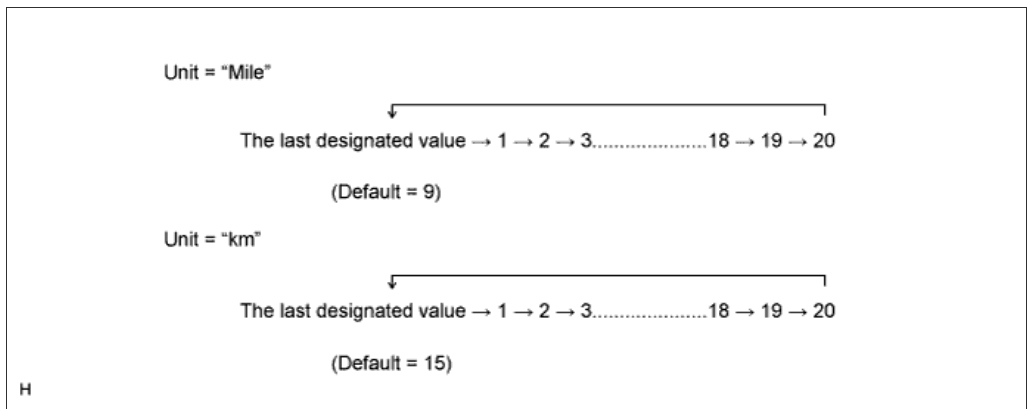 Unit = “Mile”
The last designated value → 1 → 2 → 3.....................18 → 19 → 20
(Default = 9)
Unit = “km”
The last designated value → 1 → 2 → 3.....................18 → 19 → 20
(Default = 15)
H